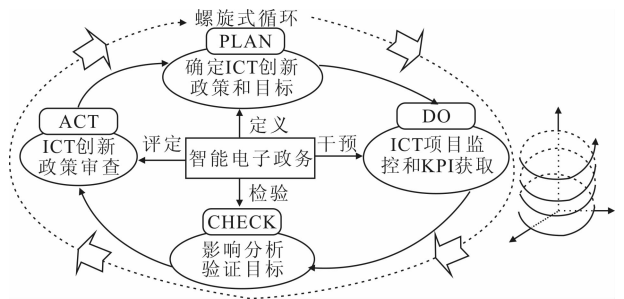 螺旋式循环
PLAN
确定ICT创新
政策和目标
ACT
ICT创新
政策审查
评定
定义
智能电子政务
干预
DO
ICT项目监
控和KPI获取
检验
CHECK
影响分析
验证目标